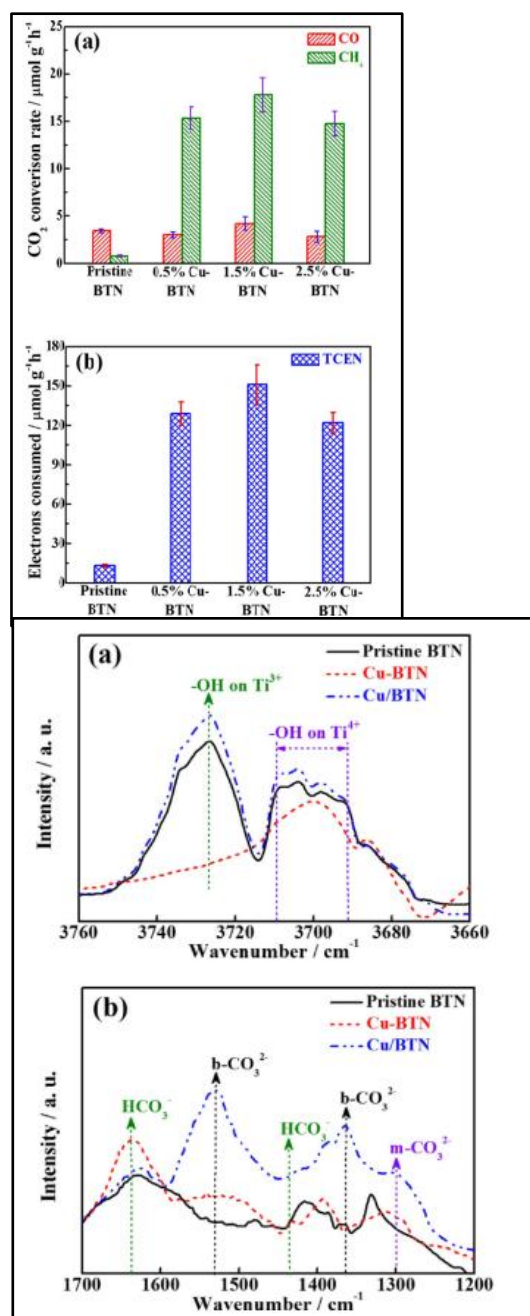 (a)
CO
CH₄
CO₂ converison rate / μmol g⁻¹h⁻¹
25
20
15
10
5
0
Pristine BTN
0.5% Cu-BTN
1.5% Cu-BTN
2.5% Cu-BTN
(b)
TCEN
Electrons consumed / μmol g⁻¹h⁻¹
180
150
120
90
60
30
0
Pristine BTN
0.5% Cu-BTN
1.5% Cu-BTN
2.5% Cu-BTN
(a)
Pristine BTN
Cu-BTN
Cu/BTN
-OH on Ti³⁺
-OH on Ti⁴⁺
Intensity / a. u.
3760 3740 3720 3700 3680 3660
Wavenumber / cm⁻¹
(b)
Pristine BTN
Cu-BTN
Cu/BTN
b-CO₃²⁻
b-CO₃²⁻
HCO₃⁻
HCO₃⁻
m-CO₃²⁻
Intensity / a. u.
1700 1600 1500 1400 1300 1200
Wavenumber / cm⁻¹